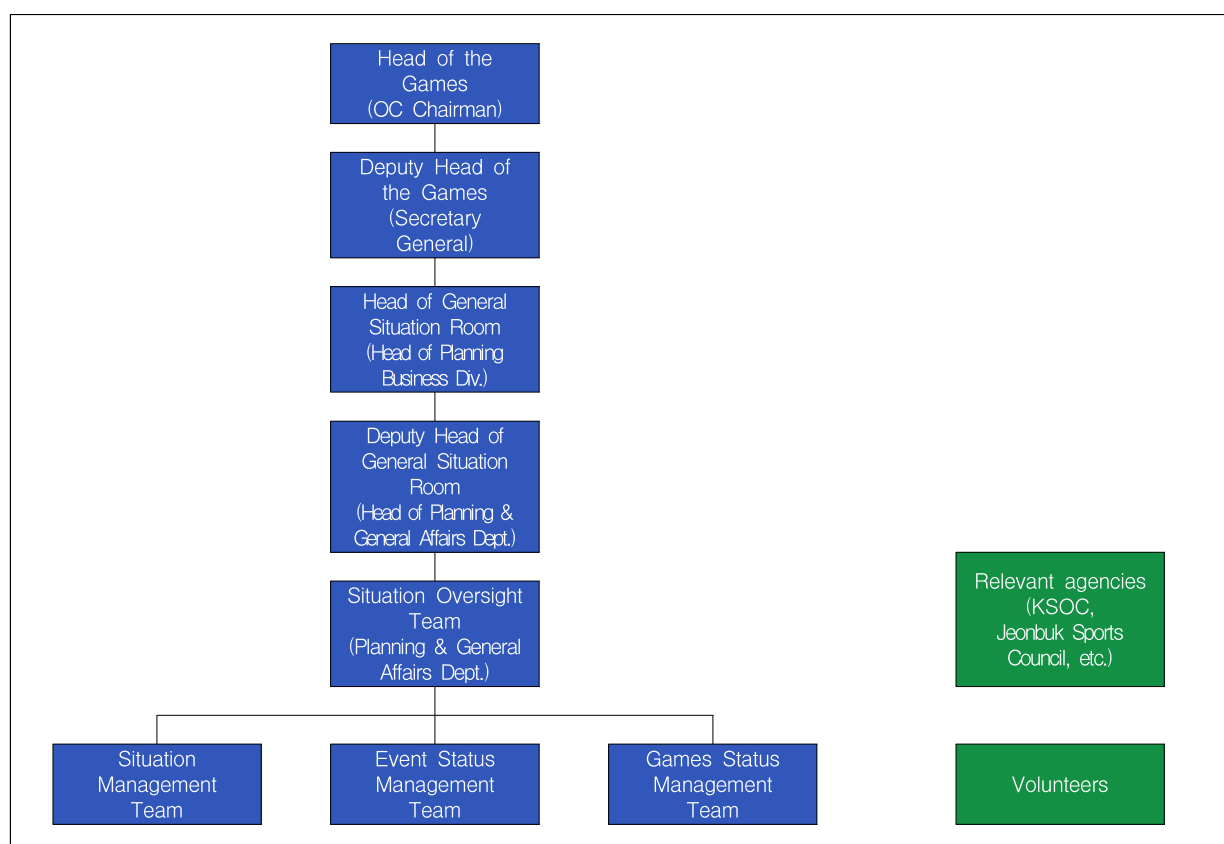 Head of the
Games
(OC Chairman)
Deputy Head of
the Games
(Secretary
General)
Head of General
Situation Room
(Head of Planning
Business Div.)
Deputy Head of
General Situation
Room
(Head of Planning &
General Affairs Dept.)
Situation Oversight
Team
(Planning & General
Affairs Dept.)
Relevant agencies
(KSOC,
Jeonbuk Sports
Council, etc.)
Situation
Management
Team
Event Status
Management
Team
Games Status
Management
Team
Volunteers